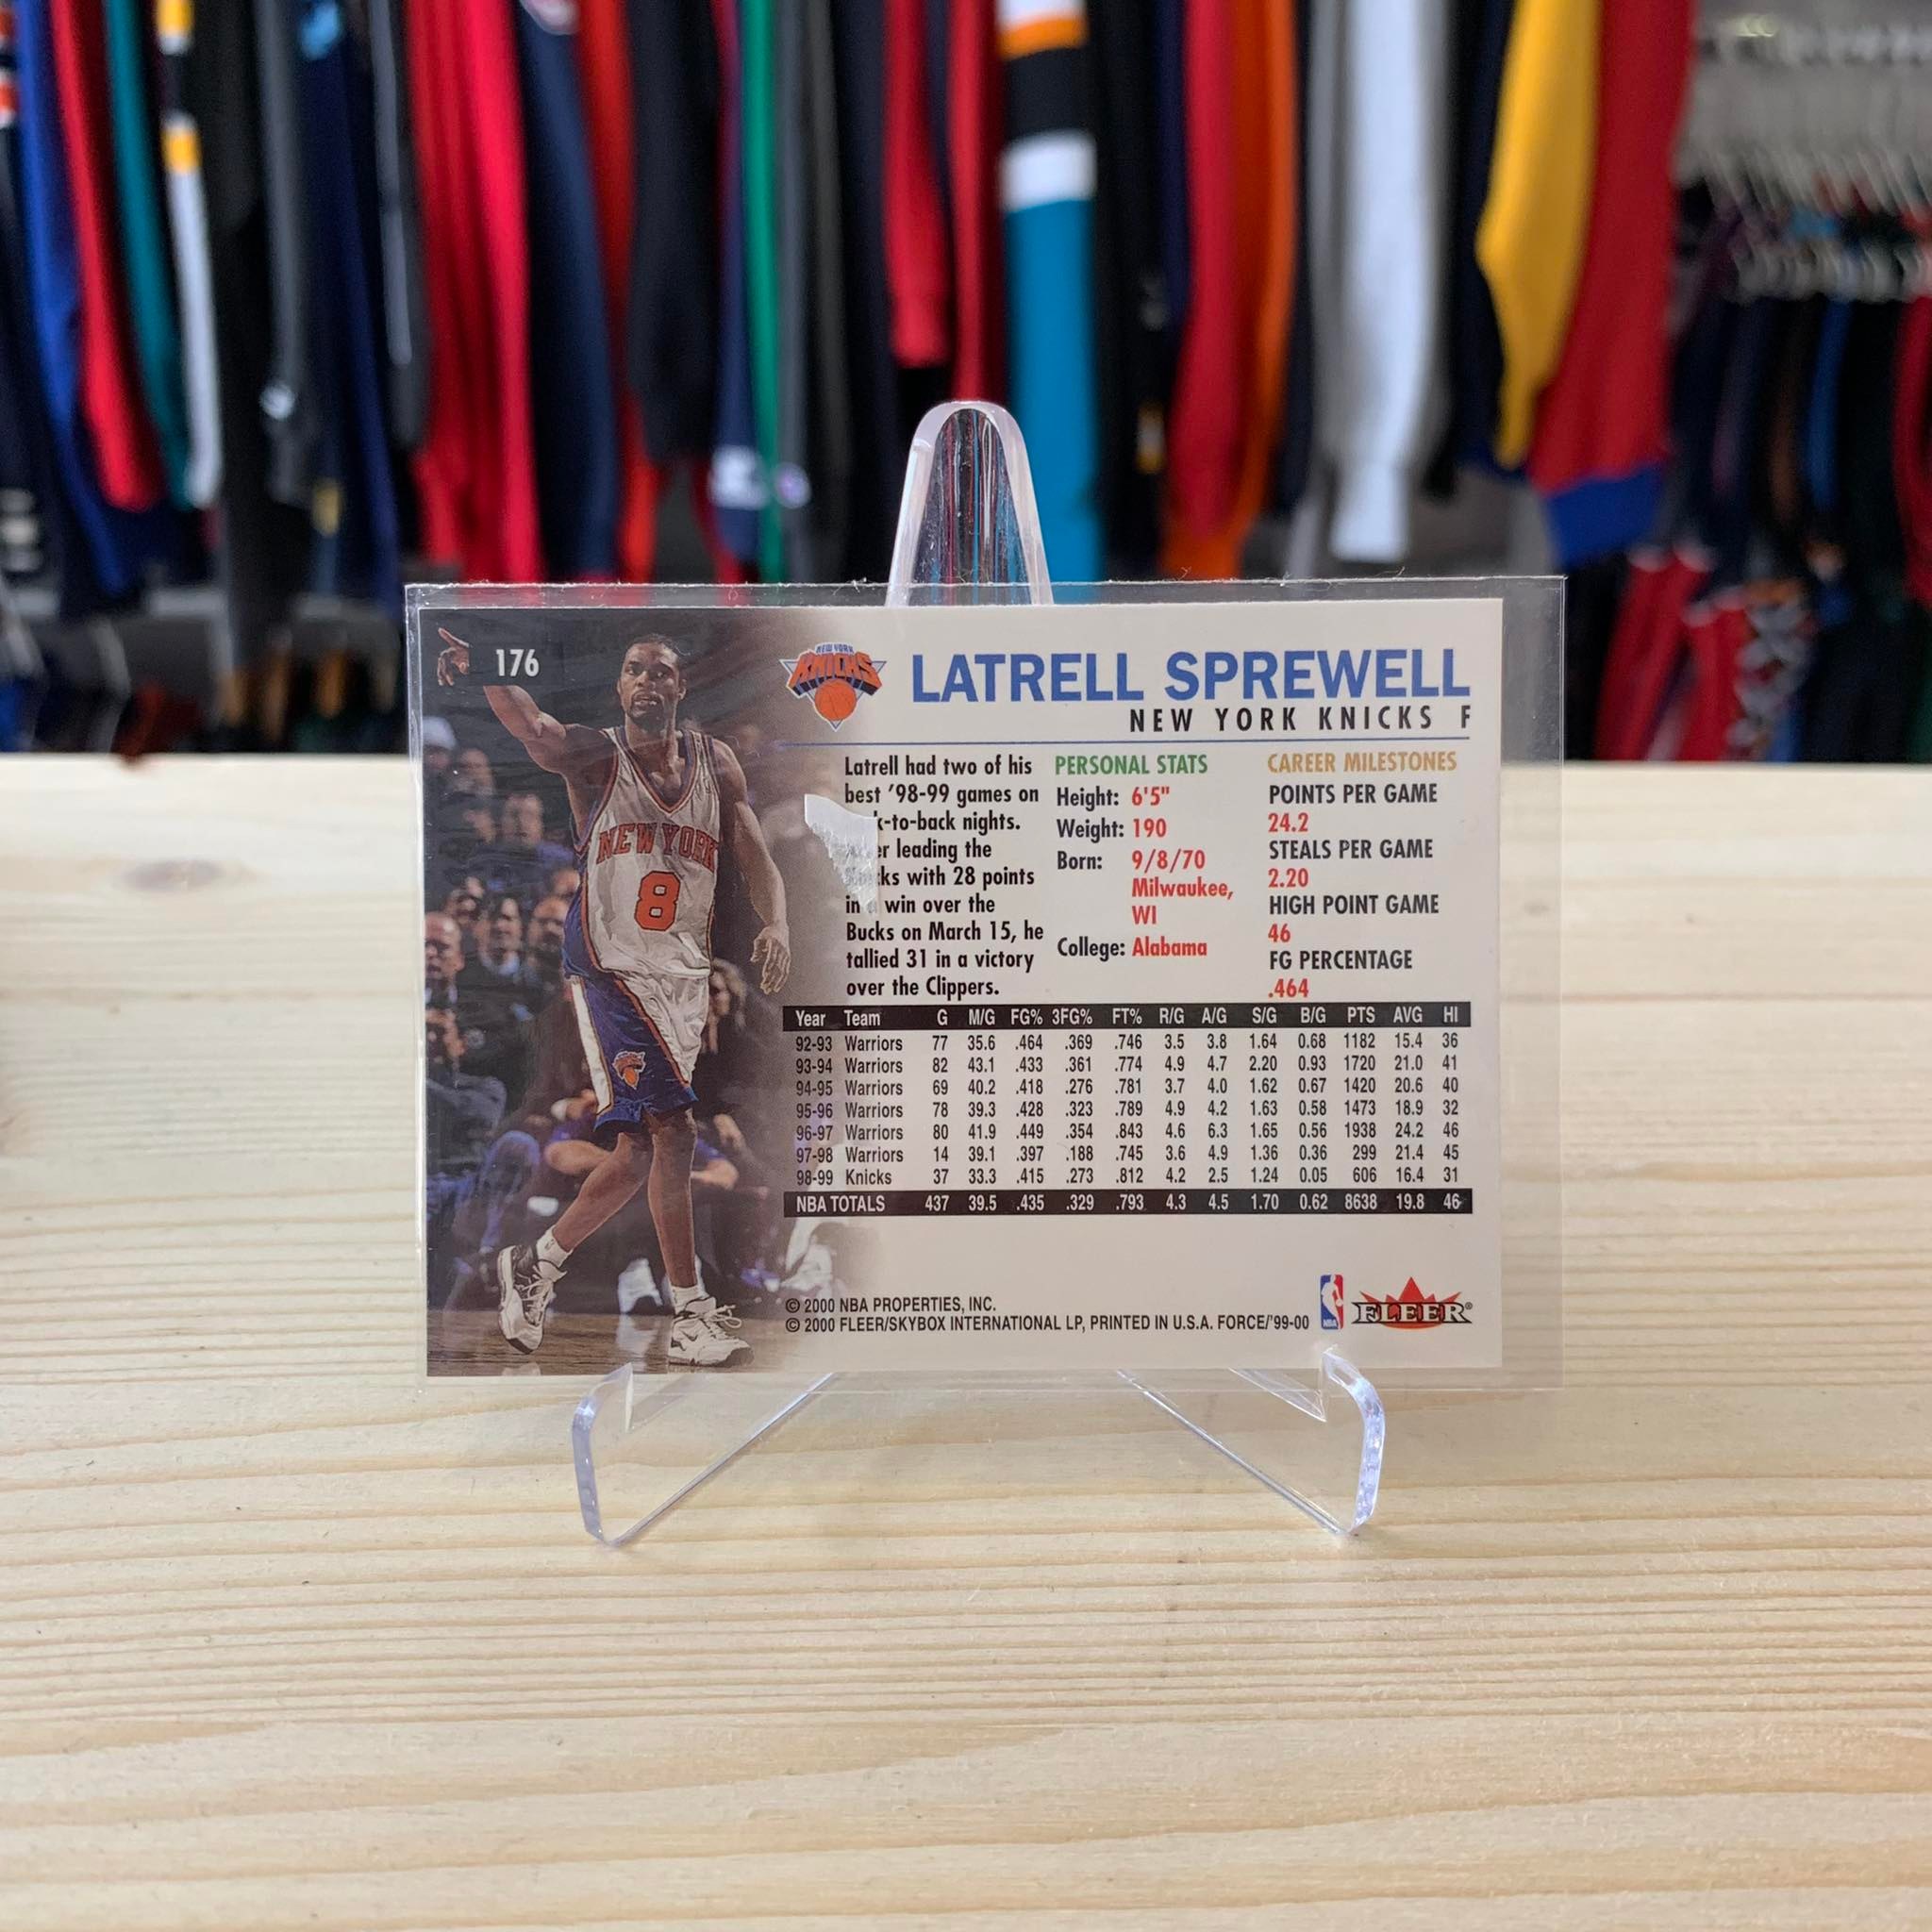 176
NEW YORK
KNICKS
LATRELL SPREWELL
NEW YORK KNICKS F
NEW YORK
8
Latrell had two of his
best '98-99 games on
k-to-back nights.
er leading the
ks with 28 points
in a win over the
Bucks on March 15, he
tallied 31 in a victory
over the Clippers.
PERSONAL STATS
Height: 6'5"
Weight: 190
Born: 9/8/70
Milwaukee,
WI
College: Alabama
CAREER MILESTONES
POINTS PER GAME
24.2
STEALS PER GAME
2.20
HIGH POINT GAME
46
FG PERCENTAGE
.464
Year Team G M/G FG% 3FG% FT% R/G A/G S/G B/G PTS AVG HI
92-93 Warriors 77 35.6 .464 .369 .746 3.5 3.8 1.64 0.68 1182 15.4 36
93-94 Warriors 82 43.1 .433 .361 .774 4.9 4.7 2.20 0.93 1720 21.0 41
94-95 Warriors 69 40.2 .418 .276 .781 3.7 4.0 1.62 0.67 1420 20.6 40
95-96 Warriors 78 39.3 .428 .323 .789 4.9 4.2 1.63 0.58 1473 18.9 32
96-97 Warriors 80 41.9 .449 .354 .843 4.6 6.3 1.65 0.56 1938 24.2 46
97-98 Warriors 14 39.1 .397 .188 .745 3.6 4.9 1.36 0.36 299 21.4 45
98-99 Knicks 37 33.3 .415 .273 .812 4.2 2.5 1.24 0.05 606 16.4 31
NBA TOTALS 437 39.5 .435 .329 .793 4.3 4.5 1.70 0.62 8638 19.8 46
© 2000 NBA PROPERTIES, INC.
© 2000 FLEER/SKYBOX INTERNATIONAL LP, PRINTED IN U.S.A. FORCE/'99-00
NBA
FLEER®